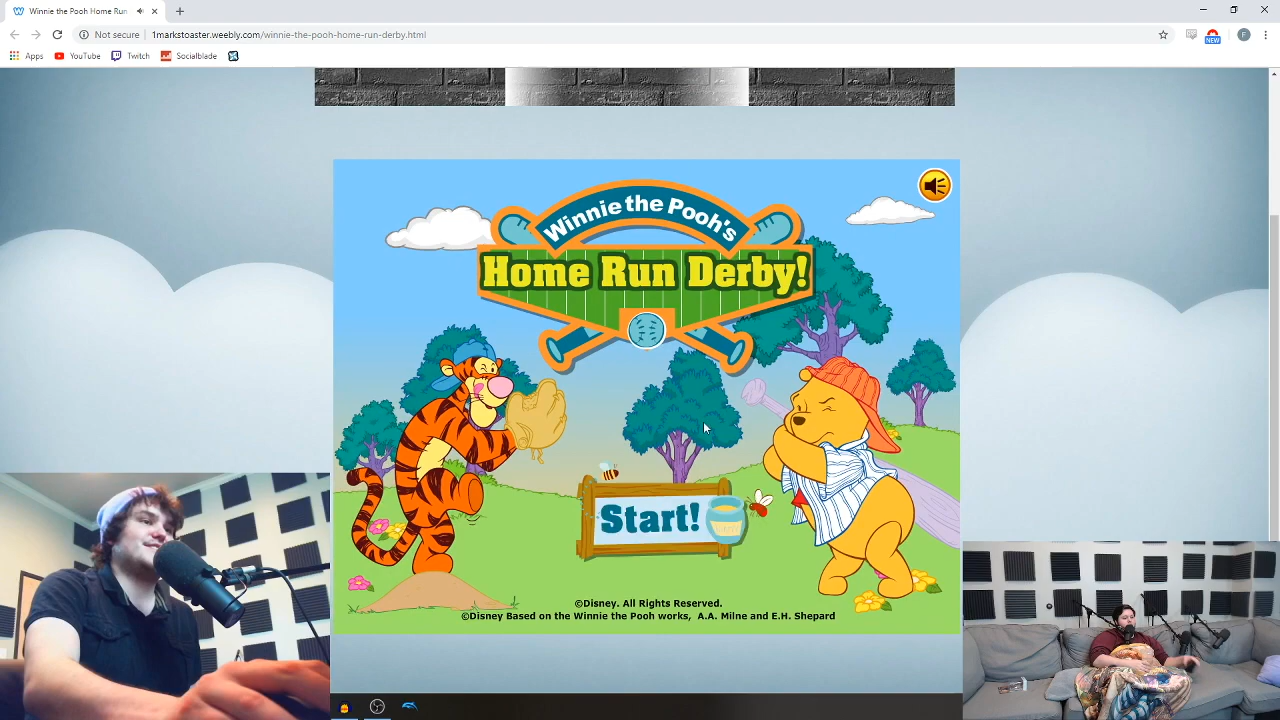 Winnie the Pooh Home Run
Not secure
1markstoaster.weebly.com/winnie-the-pooh-home-run-derby.html
NEW
F
Apps
YouTube
Twitch
Socialblade
Winnie the Pooh's
Home Run Derby!
Start!
©Disney. All Rights Reserved.
©Disney Based on the Winnie the Pooh works, A.A. Milne and E.H. Shepard